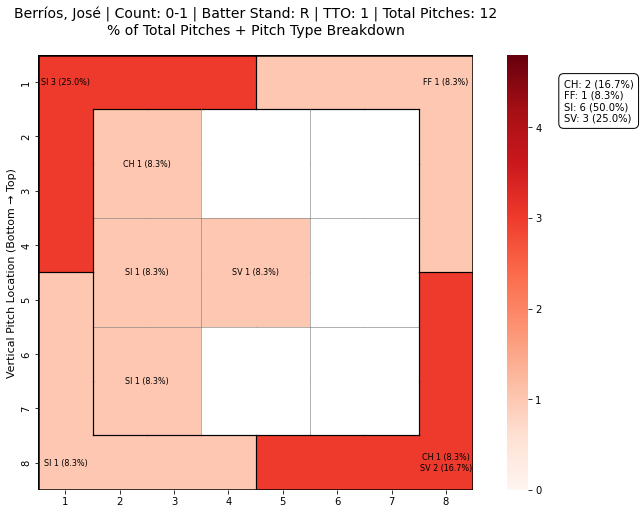 Berríos, José | Count: 0-1 | Batter Stand: R | TTO: 1 | Total Pitches: 12
% of Total Pitches + Pitch Type Breakdown
SI 3 (25.0%)
FF 1 (8.3%)
CH 1 (8.3%)
SI 1 (8.3%)
SV 1 (8.3%)
SI 1 (8.3%)
SI 1 (8.3%)
CH 1 (8.3%)
SV 2 (16.7%)
Vertical Pitch Location (Bottom → Top)
1
2
3
4
5
6
7
8
1 2 3 4 5 6 7 8
4
3
2
1
0
CH: 2 (16.7%)
FF: 1 (8.3%)
SI: 6 (50.0%)
SV: 3 (25.0%)